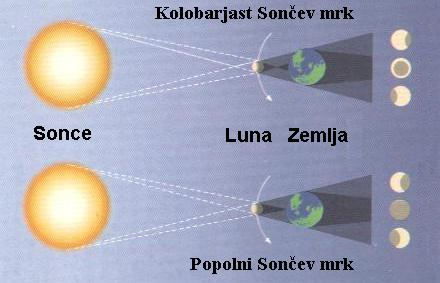 Kolobarjast Sončev mrk
Sonce Luna Zemlja
Popolni Sončev mrk